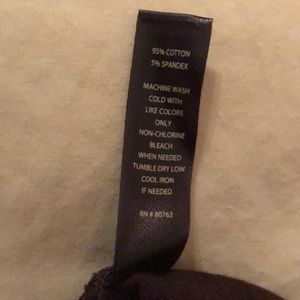 95% COTTON
5% SPANDEX
MACHINE WASH
COLD WITH
LIKE COLORS
ONLY
NON-CHLORINE
BLEACH
WHEN NEEDED
TUMBLE DRY LOW
COOL IRON
IF NEEDED
RN # 80763